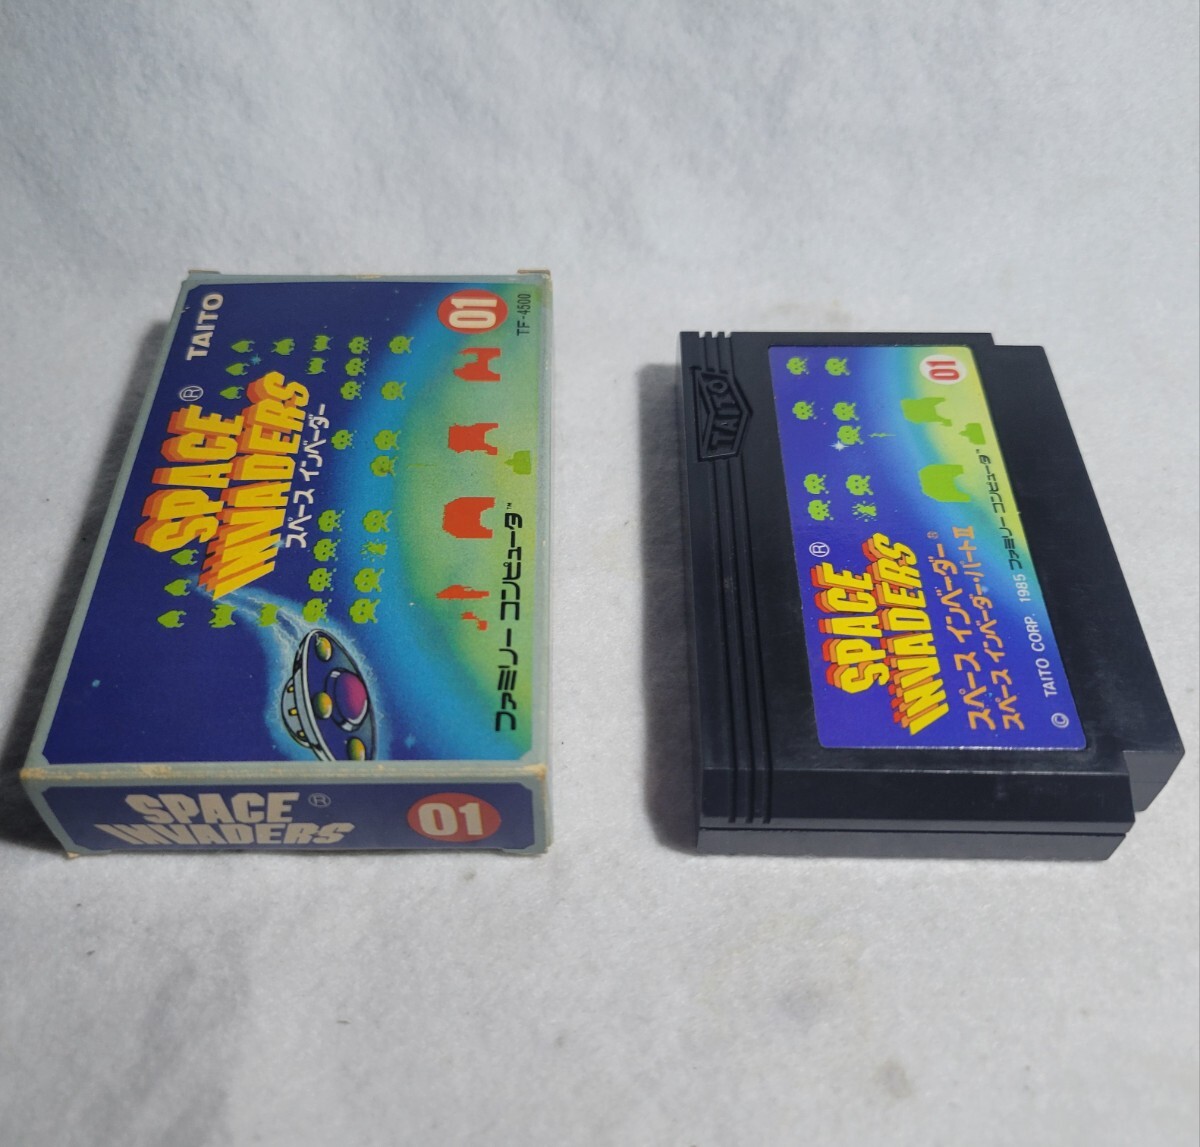 TAITO
SPACE®
INVADERS
スペース インベーダー
01
TF-4500
ファミリー コンピュータ™
SPACE®
INVADERS
01
TAITO
01
SPACE®
INVADERS
スペース インベーダー®
スペース インベーダー・パートⅡ
© TAITO CORP. 1985
ファミリー コンピュータ™